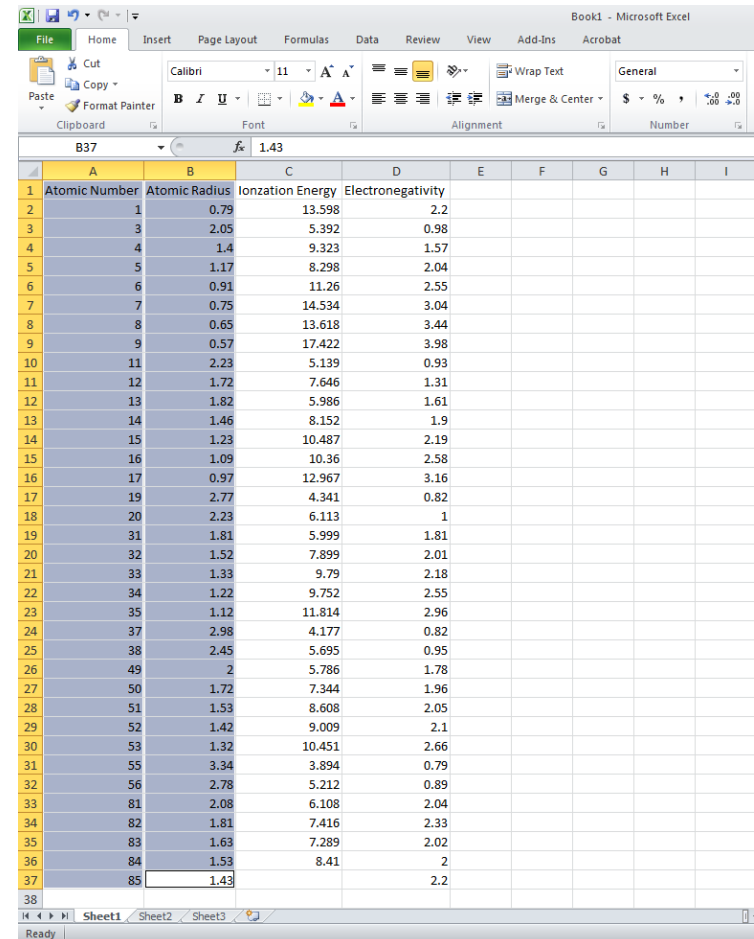 Book1 - Microsoft Excel
File Home Insert Page Layout Formulas Data Review View Add-Ins Acrobat
Cut
Copy
Format Painter
Paste
Calibri 11 A A
Wrap Text
General
B I U A
Merge & Center
$ % , .0 .00 .00 .0
Clipboard Font Alignment Number
B37 fx 1.43
A B C D E F G H I
1 Atomic Number Atomic Radius Ionzation Energy Electronegativity
2 1 0.79 13.598 2.2
3 3 2.05 5.392 0.98
4 4 1.4 9.323 1.57
5 5 1.17 8.298 2.04
6 6 0.91 11.26 2.55
7 7 0.75 14.534 3.04
8 8 0.65 13.618 3.44
9 9 0.57 17.422 3.98
10 11 2.23 5.139 0.93
11 12 1.72 7.646 1.31
12 13 1.82 5.986 1.61
13 14 1.46 8.152 1.9
14 15 1.23 10.487 2.19
15 16 1.09 10.36 2.58
16 17 0.97 12.967 3.16
17 19 2.77 4.341 0.82
18 20 2.23 6.113 1
19 31 1.81 5.999 1.81
20 32 1.52 7.899 2.01
21 33 1.33 9.79 2.18
22 34 1.22 9.752 2.55
23 35 1.12 11.814 2.96
24 37 2.98 4.177 0.82
25 38 2.45 5.695 0.95
26 49 2 5.786 1.78
27 50 1.72 7.344 1.96
28 51 1.53 8.608 2.05
29 52 1.42 9.009 2.1
30 53 1.32 10.451 2.66
31 55 3.34 3.894 0.79
32 56 2.78 5.212 0.89
33 81 2.08 6.108 2.04
34 82 1.81 7.416 2.33
35 83 1.63 7.289 2.02
36 84 1.53 8.41 2
37 85 1.43 2.2
38
Sheet1 Sheet2 Sheet3
Ready